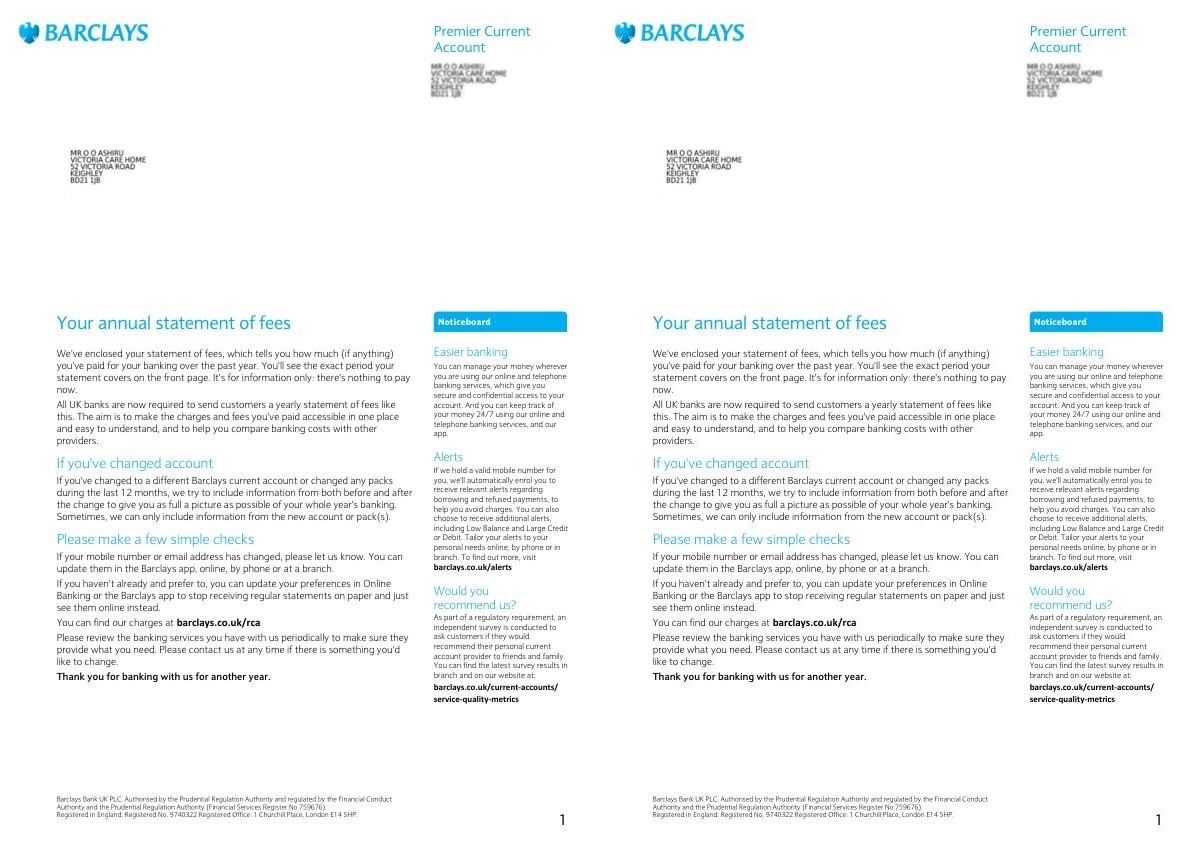 BARCLAYS
Premier Current
Account
MR O O ASHIRU
VICTORIA CARE HOME
52 VICTORIA ROAD
KEIGHLEY
BD21 1JB
MR O O ASHIRU
VICTORIA CARE HOME
52 VICTORIA ROAD
KEIGHLEY
BD21 1JB
Your annual statement of fees
We've enclosed your statement of fees, which tells you how much (if anything)
you've paid for your banking over the past year. You'll see the exact period your
statement covers on the front page. It's for information only: there's nothing to pay
now.
All UK banks are now required to send customers a yearly statement of fees like
this. The aim is to make the charges and fees you've paid accessible in one place
and easy to understand, and to help you compare banking costs with other
providers.
If you've changed account
If you've changed to a different Barclays current account or changed any packs
during the last 12 months, we try to include information from both before and after
the change to give you as full a picture as possible of your whole year's banking.
Sometimes, we can only include information from the new account or pack(s).
Please make a few simple checks
If your mobile number or email address has changed, please let us know. You can
update them in the Barclays app, online, by phone or at a branch.
If you haven't already and prefer to, you can update your preferences in Online
Banking or the Barclays app to stop receiving regular statements on paper and just
see them online instead.
You can find our charges at barclays.co.uk/rca
Please review the banking services you have with us periodically to make sure they
provide what you need. Please contact us at any time if there is something you'd
like to change.
Thank you for banking with us for another year.
Noticeboard
Easier banking
You can manage your money wherever
you are using our online and telephone
banking services, which give you
secure and confidential access to your
account. And you can keep track of
your money 24/7 using our online and
telephone banking services, and our
app.
Alerts
If we hold a valid mobile number for
you, we'll automatically enrol you to
receive relevant alerts regarding
borrowing and refused payments, to
help you avoid charges. You can also
choose to receive additional alerts,
including Low Balance and Large Credit
or Debit. Tailor your alerts to your
personal needs online, by phone or in
branch. To find out more, visit
barclays.co.uk/alerts
Would you
recommend us?
As part of a regulatory requirement, an
independent survey is conducted to
ask customers if they would
recommend their personal current
account provider to friends and family.
You can find the latest survey results in
branch and on our website at:
barclays.co.uk/current-accounts/
service-quality-metrics
Barclays Bank UK PLC. Authorised by the Prudential Regulation Authority and regulated by the Financial Conduct
Authority and the Prudential Regulation Authority (Financial Services Register No 759676).
Registered in England. Registered No. 9740322 Registered Office: 1 Churchill Place, London E14 5HP.
1
BARCLAYS
Premier Current
Account
MR O O ASHIRU
VICTORIA CARE HOME
52 VICTORIA ROAD
KEIGHLEY
BD21 1JB
MR O O ASHIRU
VICTORIA CARE HOME
52 VICTORIA ROAD
KEIGHLEY
BD21 1JB
Your annual statement of fees
We've enclosed your statement of fees, which tells you how much (if anything)
you've paid for your banking over the past year. You'll see the exact period your
statement covers on the front page. It's for information only: there's nothing to pay
now.
All UK banks are now required to send customers a yearly statement of fees like
this. The aim is to make the charges and fees you've paid accessible in one place
and easy to understand, and to help you compare banking costs with other
providers.
If you've changed account
If you've changed to a different Barclays current account or changed any packs
during the last 12 months, we try to include information from both before and after
the change to give you as full a picture as possible of your whole year's banking.
Sometimes, we can only include information from the new account or pack(s).
Please make a few simple checks
If your mobile number or email address has changed, please let us know. You can
update them in the Barclays app, online, by phone or at a branch.
If you haven't already and prefer to, you can update your preferences in Online
Banking or the Barclays app to stop receiving regular statements on paper and just
see them online instead.
You can find our charges at barclays.co.uk/rca
Please review the banking services you have with us periodically to make sure they
provide what you need. Please contact us at any time if there is something you'd
like to change.
Thank you for banking with us for another year.
Noticeboard
Easier banking
You can manage your money wherever
you are using our online and telephone
banking services, which give you
secure and confidential access to your
account. And you can keep track of
your money 24/7 using our online and
telephone banking services, and our
app.
Alerts
If we hold a valid mobile number for
you, we'll automatically enrol you to
receive relevant alerts regarding
borrowing and refused payments, to
help you avoid charges. You can also
choose to receive additional alerts,
including Low Balance and Large Credit
or Debit. Tailor your alerts to your
personal needs online, by phone or in
branch. To find out more, visit
barclays.co.uk/alerts
Would you
recommend us?
As part of a regulatory requirement, an
independent survey is conducted to
ask customers if they would
recommend their personal current
account provider to friends and family.
You can find the latest survey results in
branch and on our website at:
barclays.co.uk/current-accounts/
service-quality-metrics
Barclays Bank UK PLC. Authorised by the Prudential Regulation Authority and regulated by the Financial Conduct
Authority and the Prudential Regulation Authority (Financial Services Register No 759676).
Registered in England. Registered No. 9740322 Registered Office: 1 Churchill Place, London E14 5HP.
1